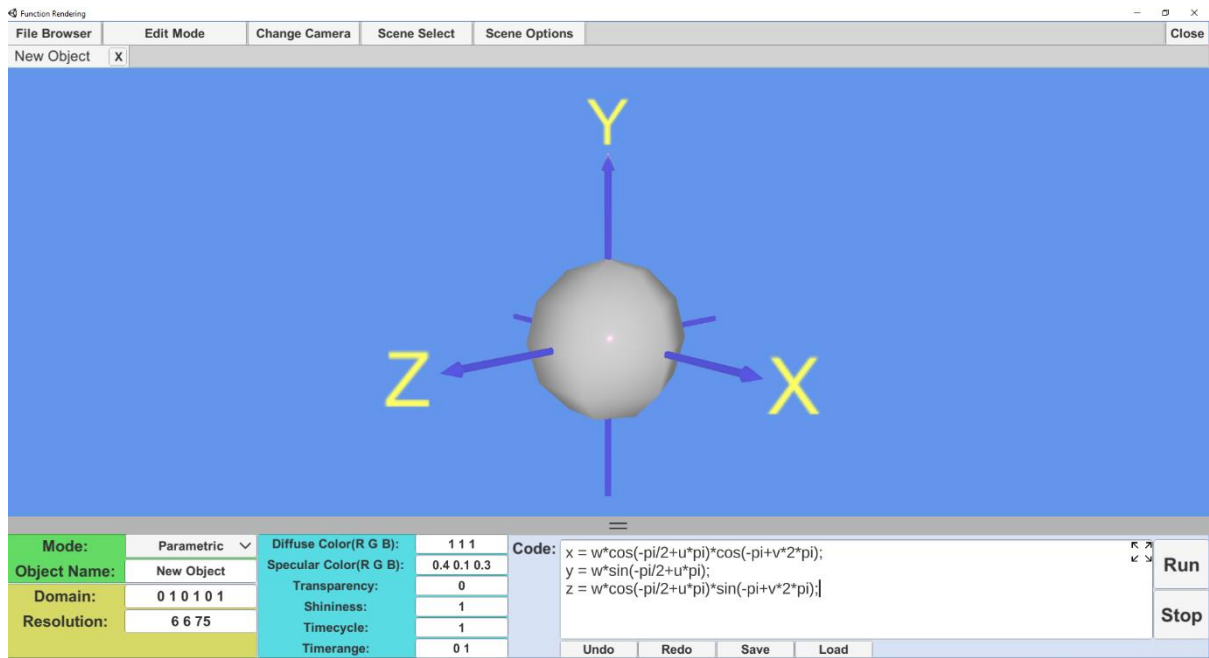 Function Rendering
File Browser Edit Mode Change Camera Scene Select Scene Options Close
New Object X
Y
Z
X
Mode: Parametric
Object Name: New Object
Domain: 0 1 0 1 0 1
Resolution: 6 6 75
Diffuse Color(R G B): 1 1 1
Specular Color(R G B): 0.4 0.1 0.3
Transparency: 0
Shininess: 1
Timecycle: 1
Timerange: 0 1
Code:
x = w*cos(-pi/2+u*pi)*cos(-pi+v*2*pi);
y = w*sin(-pi/2+u*pi);
z = w*cos(-pi/2+u*pi)*sin(-pi+v*2*pi);
Undo Redo Save Load
Run
Stop